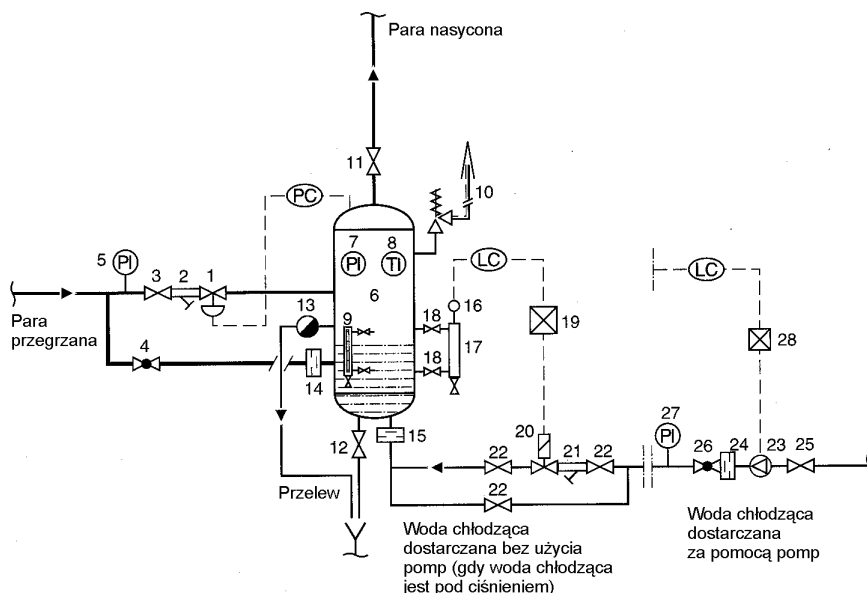 Para nasycona
11
10
PC
5
PI
3
2
1
7
8
PI
TI
LC
LC
6
16
Para
przegrzana
13
9
18
17
19
28
4
14
18
15
12
20
27
PI
22
21
22
26
24
23
25
Przelew
22
Woda chłodząca
dostarczana bez użycia
pomp (gdy woda chłodząca
jest pod ciśnieniem)
Woda chłodząca
dostarczana
za pomocą pomp